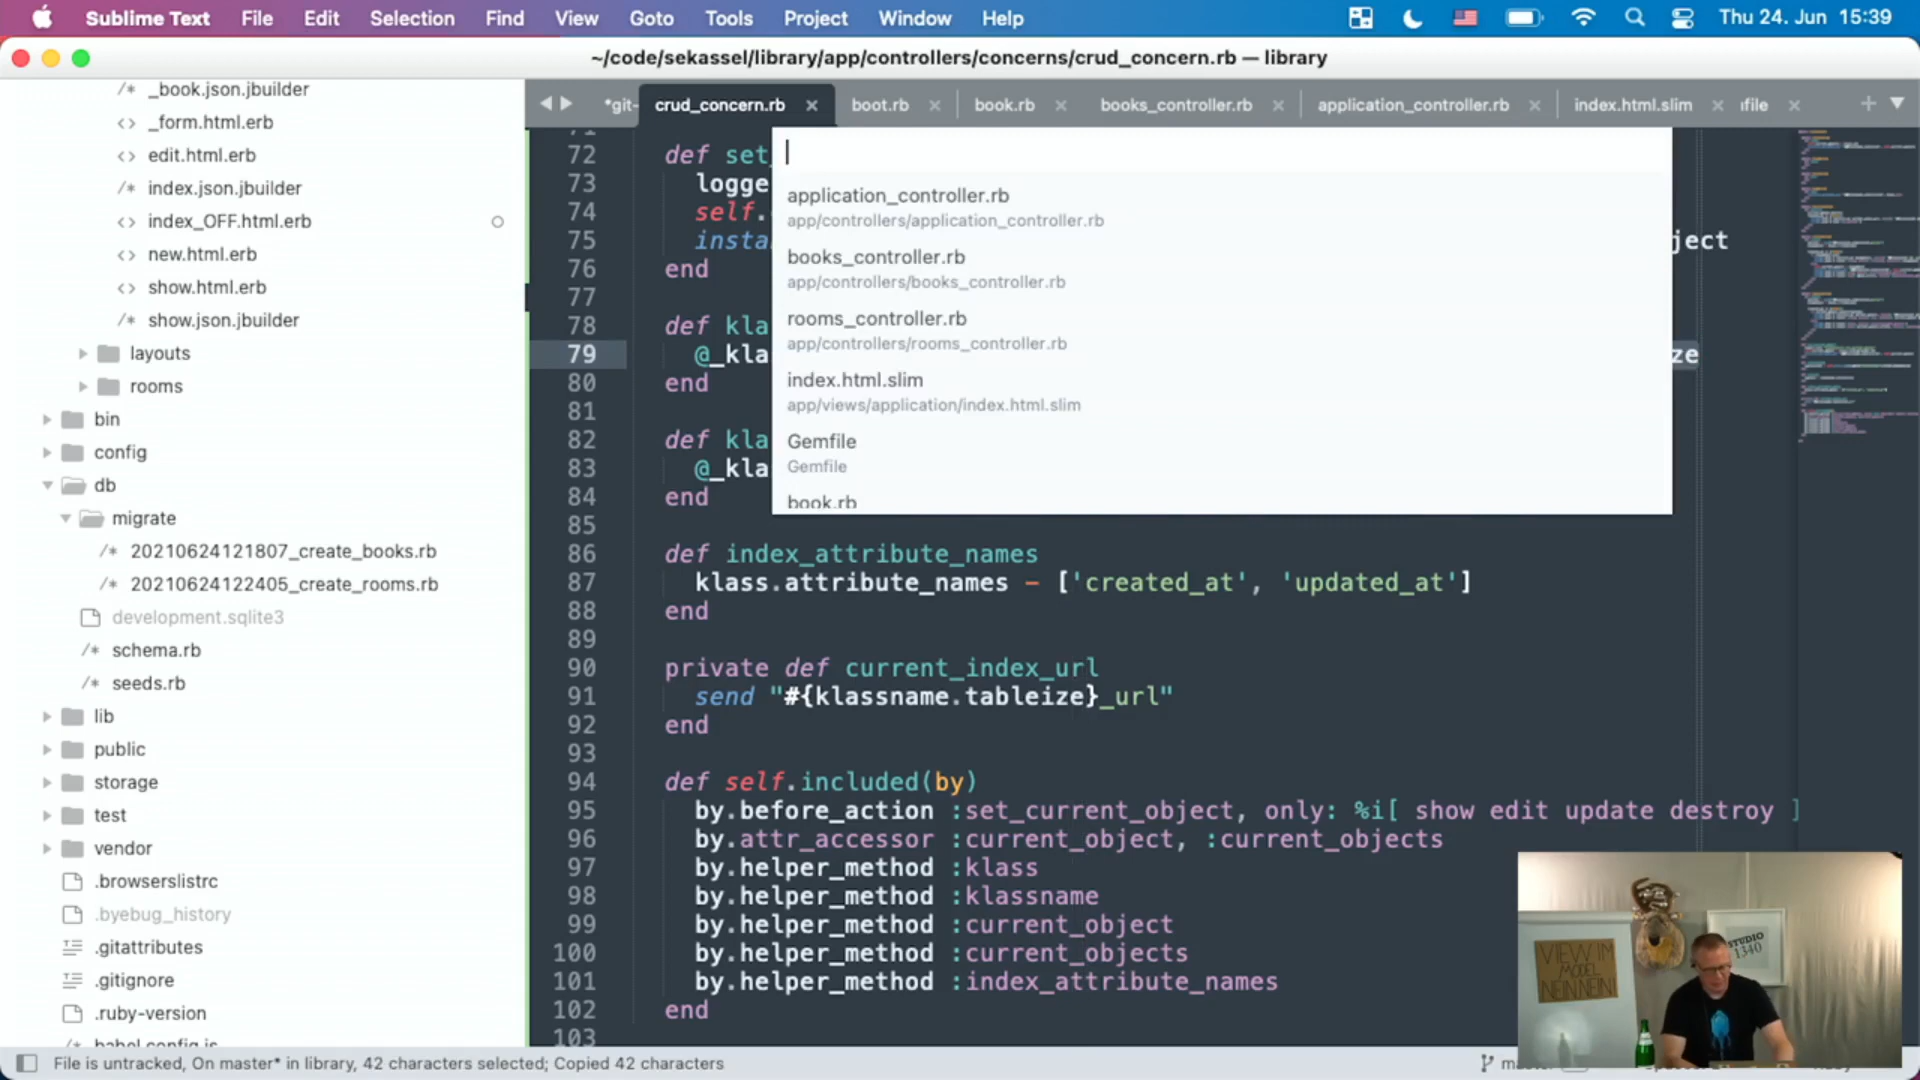 Sublime Text File Edit Selection Find View Goto Tools Project Window Help Thu 24. Jun 15:39
~/code/sekassel/library/app/controllers/concerns/crud_concern.rb — library
_book.json.jbuilder
_form.html.erb
edit.html.erb
index.json.jbuilder
index_OFF.html.erb
new.html.erb
show.html.erb
show.json.jbuilder
layouts
rooms
bin
config
db
migrate
20210624121807_create_books.rb
20210624122405_create_rooms.rb
development.sqlite3
schema.rb
seeds.rb
lib
public
storage
test
vendor
.browserslistrc
.byebug_history
.gitattributes
.gitignore
.ruby-version
babel.config.js
*git- crud_concern.rb boot.rb book.rb books_controller.rb application_controller.rb index.html.slim file
application_controller.rb
app/controllers/application_controller.rb
books_controller.rb
app/controllers/books_controller.rb
rooms_controller.rb
app/controllers/rooms_controller.rb
index.html.slim
app/views/application/index.html.slim
Gemfile
Gemfile
book.rb
71
72 def set_
73 logge
74 self.
75 insta ject
76 end
77
78 def kla
79 @_kla ze
80 end
81
82 def kla
83 @_kla
84 end
85
86 def index_attribute_names
87 klass.attribute_names - ['created_at', 'updated_at']
88 end
89
90 private def current_index_url
91 send "#{klassname.tableize}_url"
92 end
93
94 def self.included(by)
95 by.before_action :set_current_object, only: %i[ show edit update destroy ]
96 by.attr_accessor :current_object, :current_objects
97 by.helper_method :klass
98 by.helper_method :klassname
99 by.helper_method :current_object
100 by.helper_method :current_objects
101 by.helper_method :index_attribute_names
102 end
103
VIEW IN
MODEL
NEIN NEIN!
STUDIO
1340
File is untracked, On master* in library, 42 characters selected; Copied 42 characters